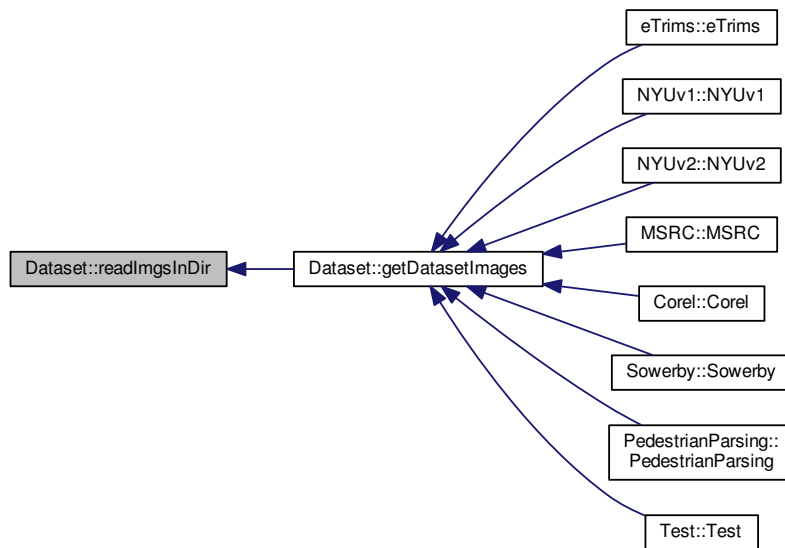 eTrims::eTrims
NYUv1::NYUv1
NYUv2::NYUv2
MSRC::MSRC
Dataset::readImgsInDir
Dataset::getDatasetImages
Corel::Corel
Sowerby::Sowerby
PedestrianParsing::
PedestrianParsing
Test::Test